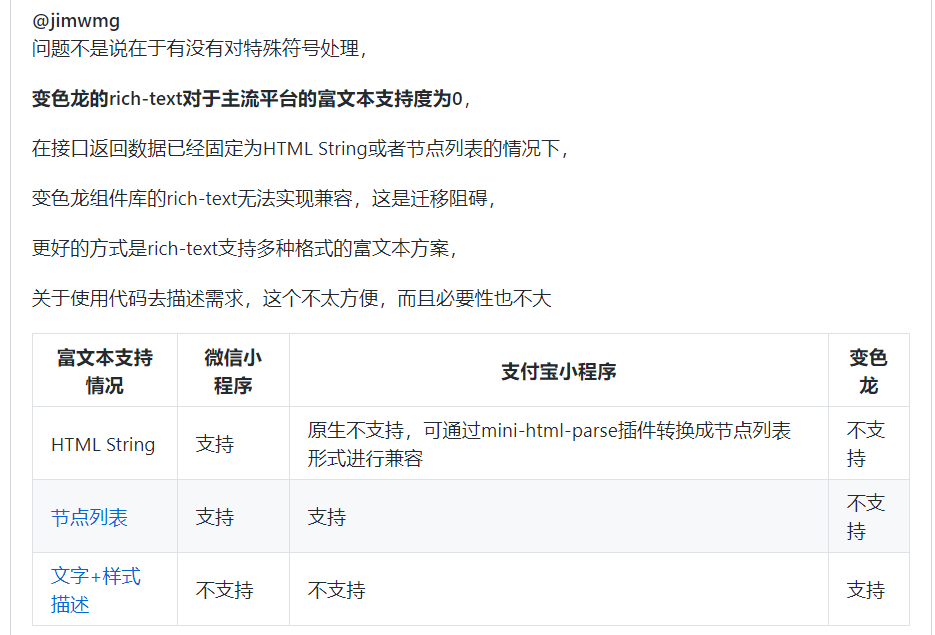 @jimwmg
问题不是说在于有没有对特殊符号处理，
变色龙的rich-text对于主流平台的富文本支持度为0，
在接口返回数据已经固定为HTML String或者节点列表的情况下，
变色龙组件库的rich-text无法实现兼容，这是迁移阻碍，
更好的方式是rich-text支持多种格式的富文本方案，
关于使用代码去描述需求，这个不太方便，而且必要性也不大
富文本支持
情况
微信小
程序
支付宝小程序
变色
龙
HTML String
支持
原生不支持，可通过mini-html-parse插件转换成节点列表
形式进行兼容
不支
持
节点列表
支持
支持
不支
持
文字+样式
描述
不支持
不支持
支持